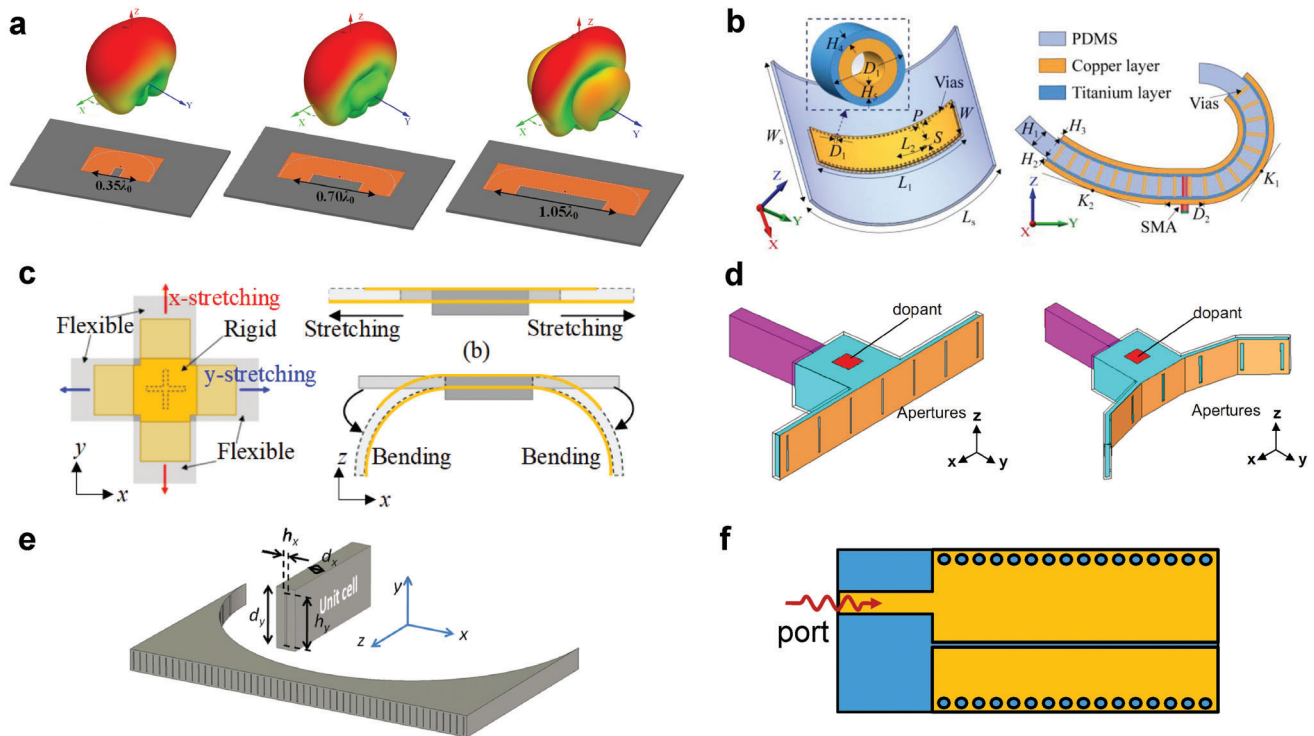 a
Z
X
Y
0.35λ₀
Z
X
Y
0.70λ₀
Z
X
Y
1.05λ₀
b
H₄
D₁
H₅
Vias
P
W
Wₛ
D₁
L₂
S
L₁
Lₛ
Z
Y
X
PDMS
Copper layer
Titanium layer
Vias
H₁
H₃
H₂
K₁
K₂
SMA
D₂
Z
Y
X
c
x-stretching
Flexible
Rigid
y-stretching
Flexible
y
x
Stretching
Stretching
(b)
Bending
Bending
z
x
d
dopant
Apertures
z
x
y
dopant
Apertures
z
x
y
e
hₓ
dₓ
Unit cell
d_y
h_y
y
x
z
f
port